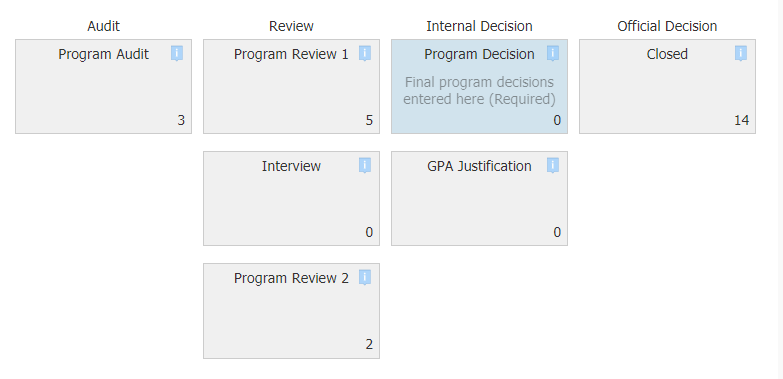 Audit
Review
Internal Decision
Official Decision
Program Audit
i
3
Program Review 1
i
5
Program Decision
i
Final program decisions
entered here (Required)
0
Closed
i
14
Interview
i
0
GPA Justification
i
0
Program Review 2
i
2